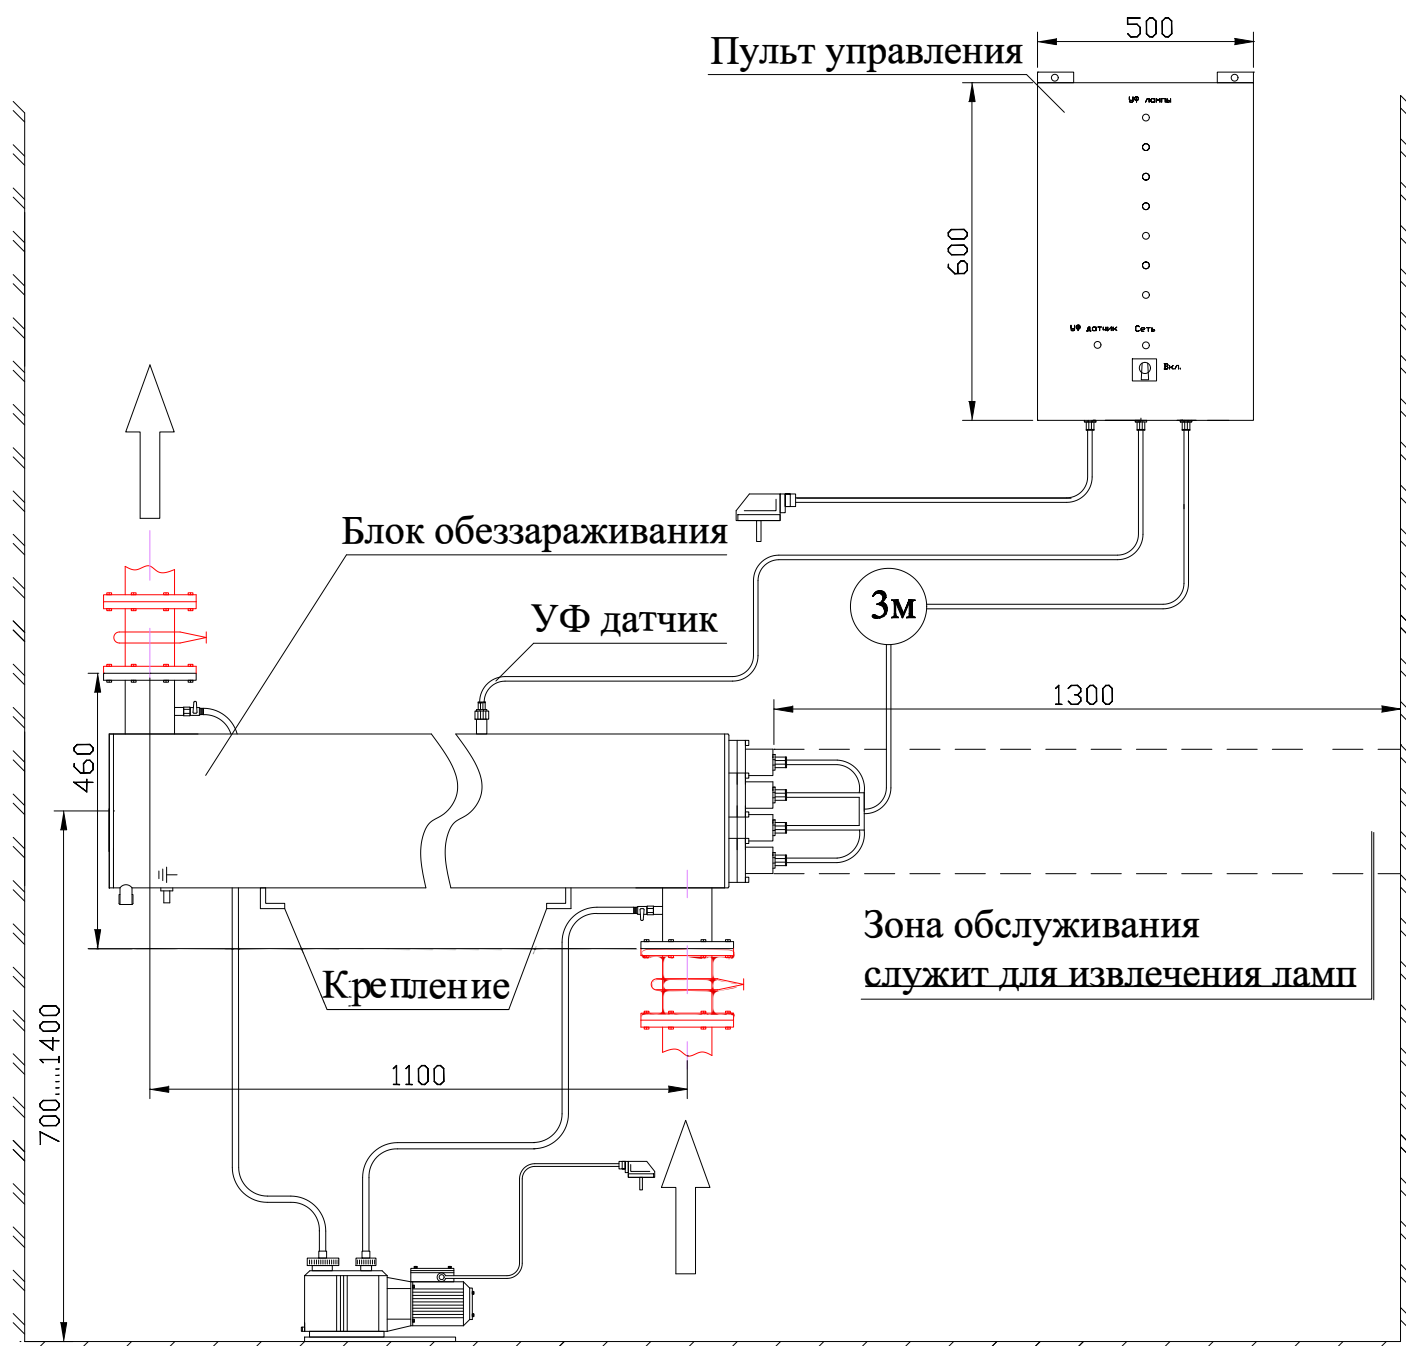 500
Пульт управления
УФ лампы
600
УФ датчик
Сеть
Вкл.
Блок обеззараживания
УФ датчик
3м
1300
460
Зона обслуживания
служит для извлечения ламп
Крепление
700.....1400
1100